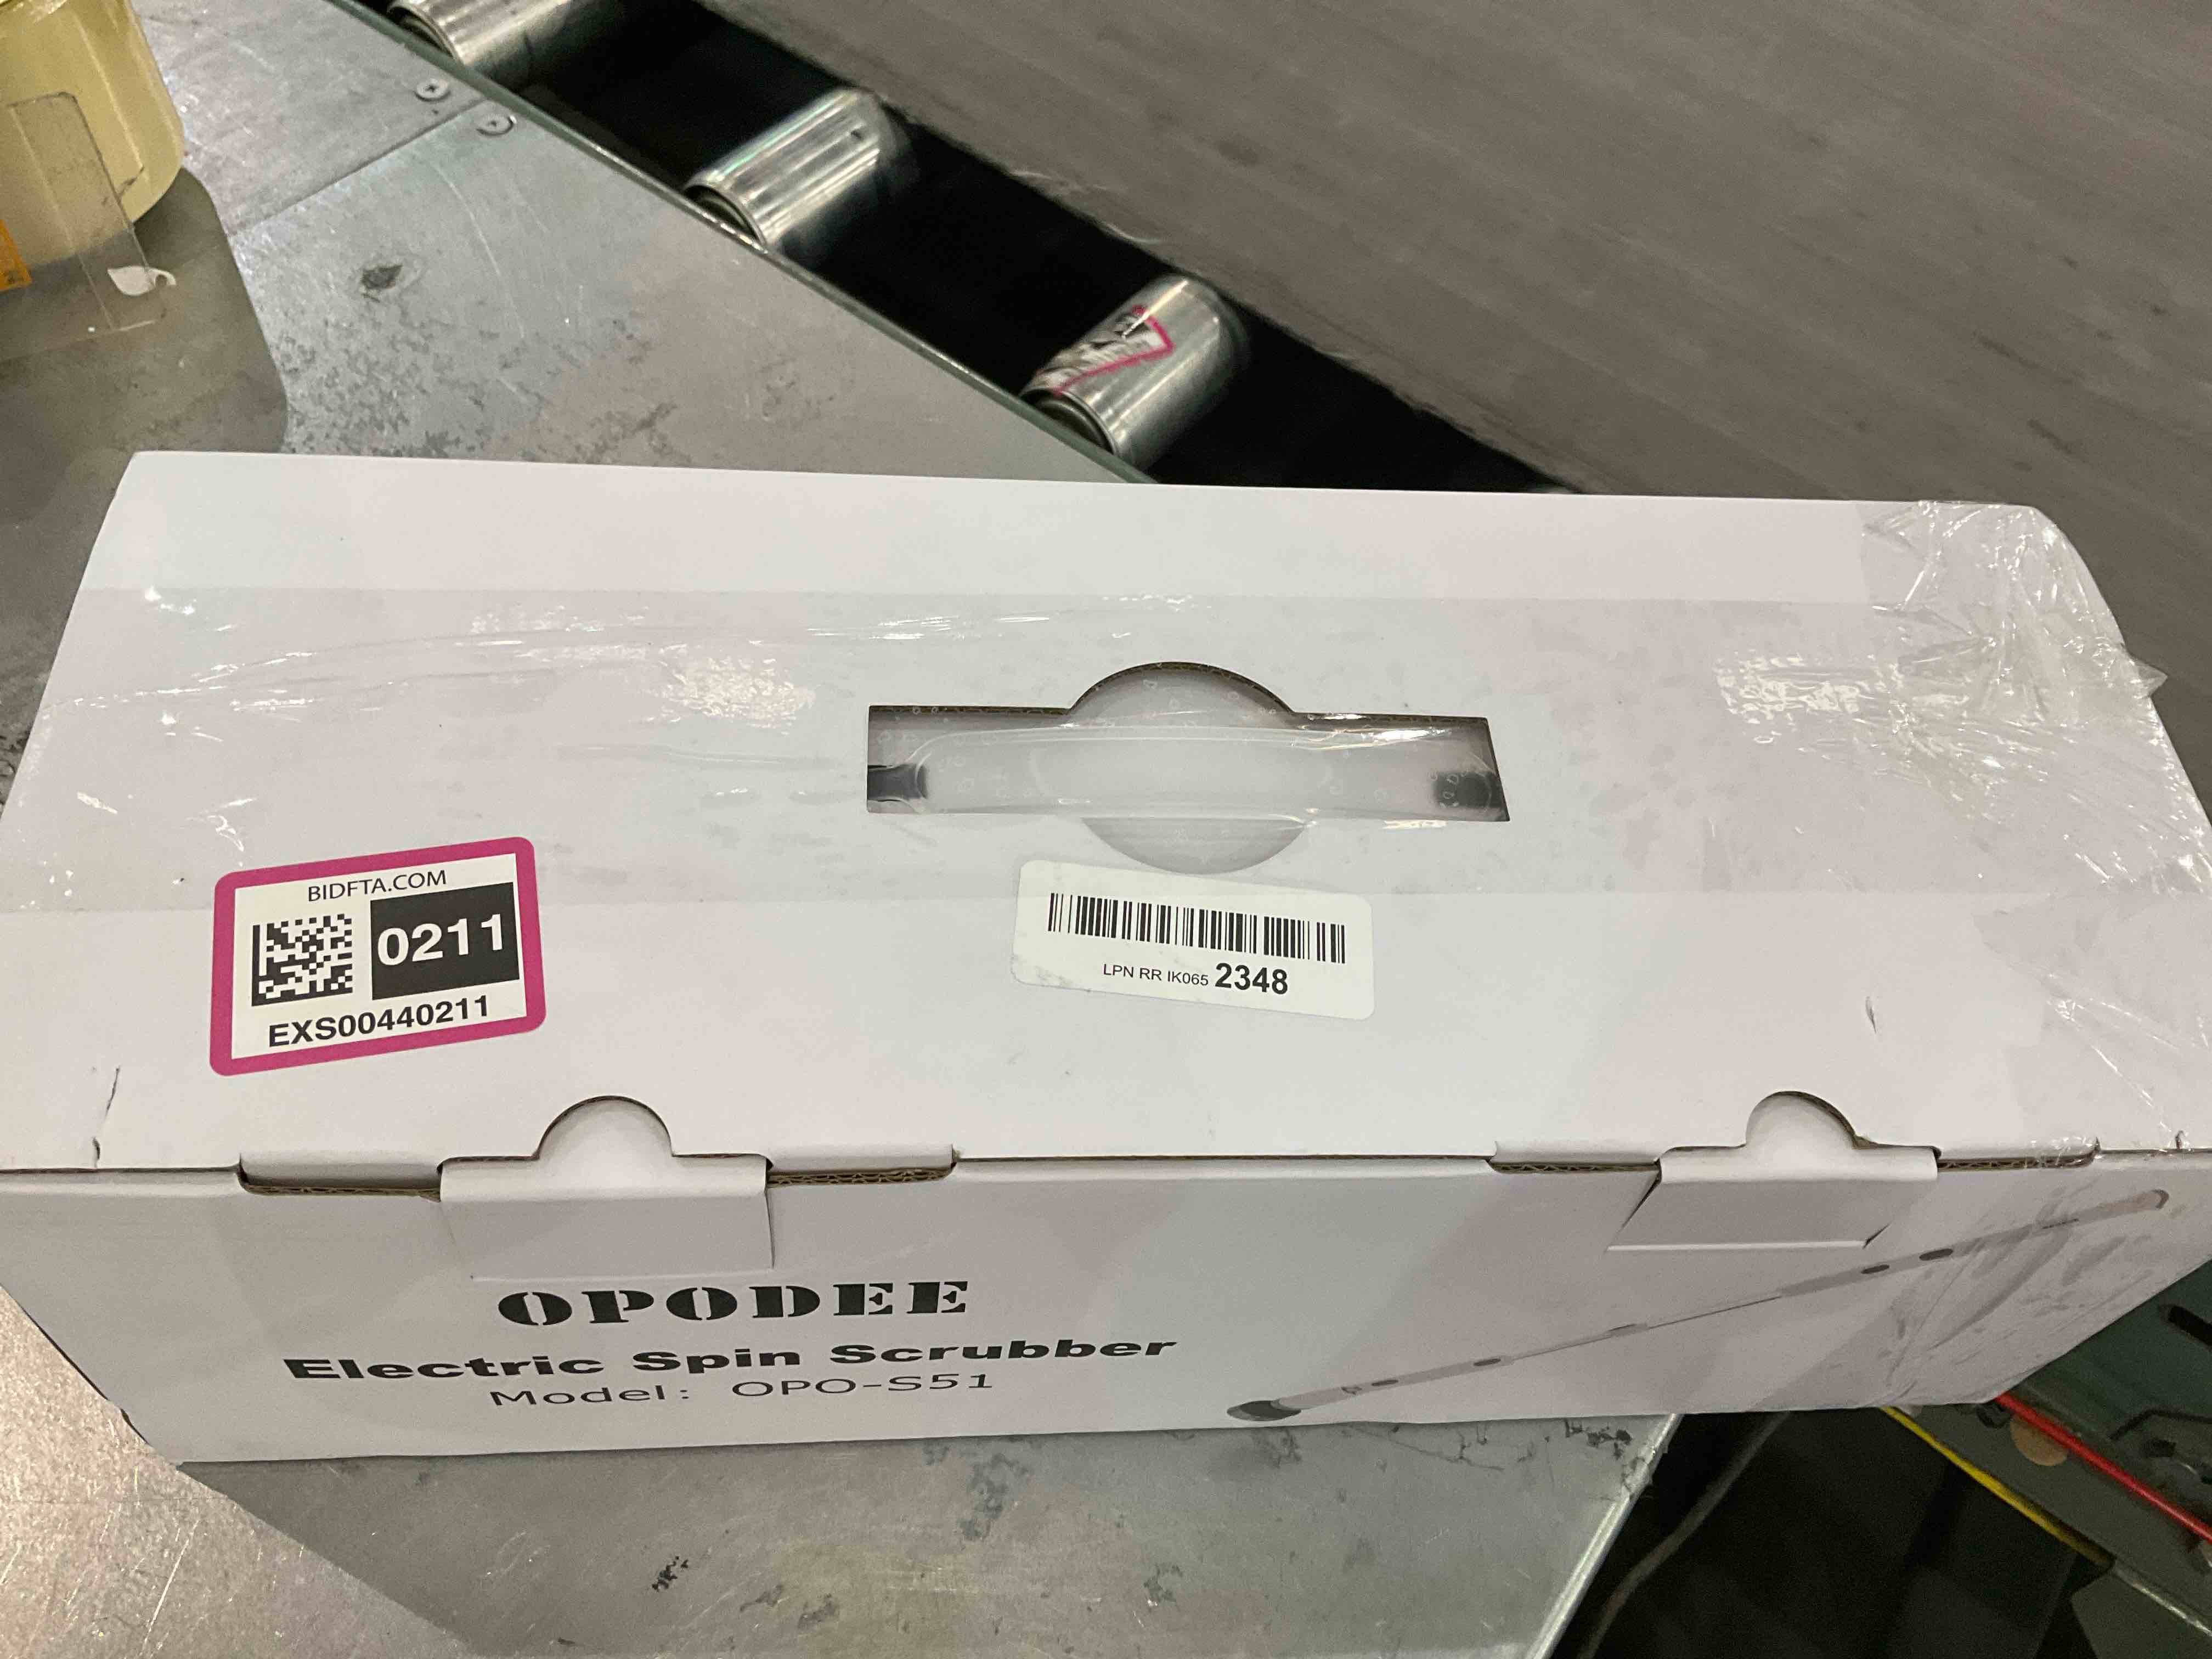 BIDFTA.COM
0211
EXS00440211
LPN RR IK065 2348
OPODEE
Electric Spin Scrubber
Model: OPO-S51